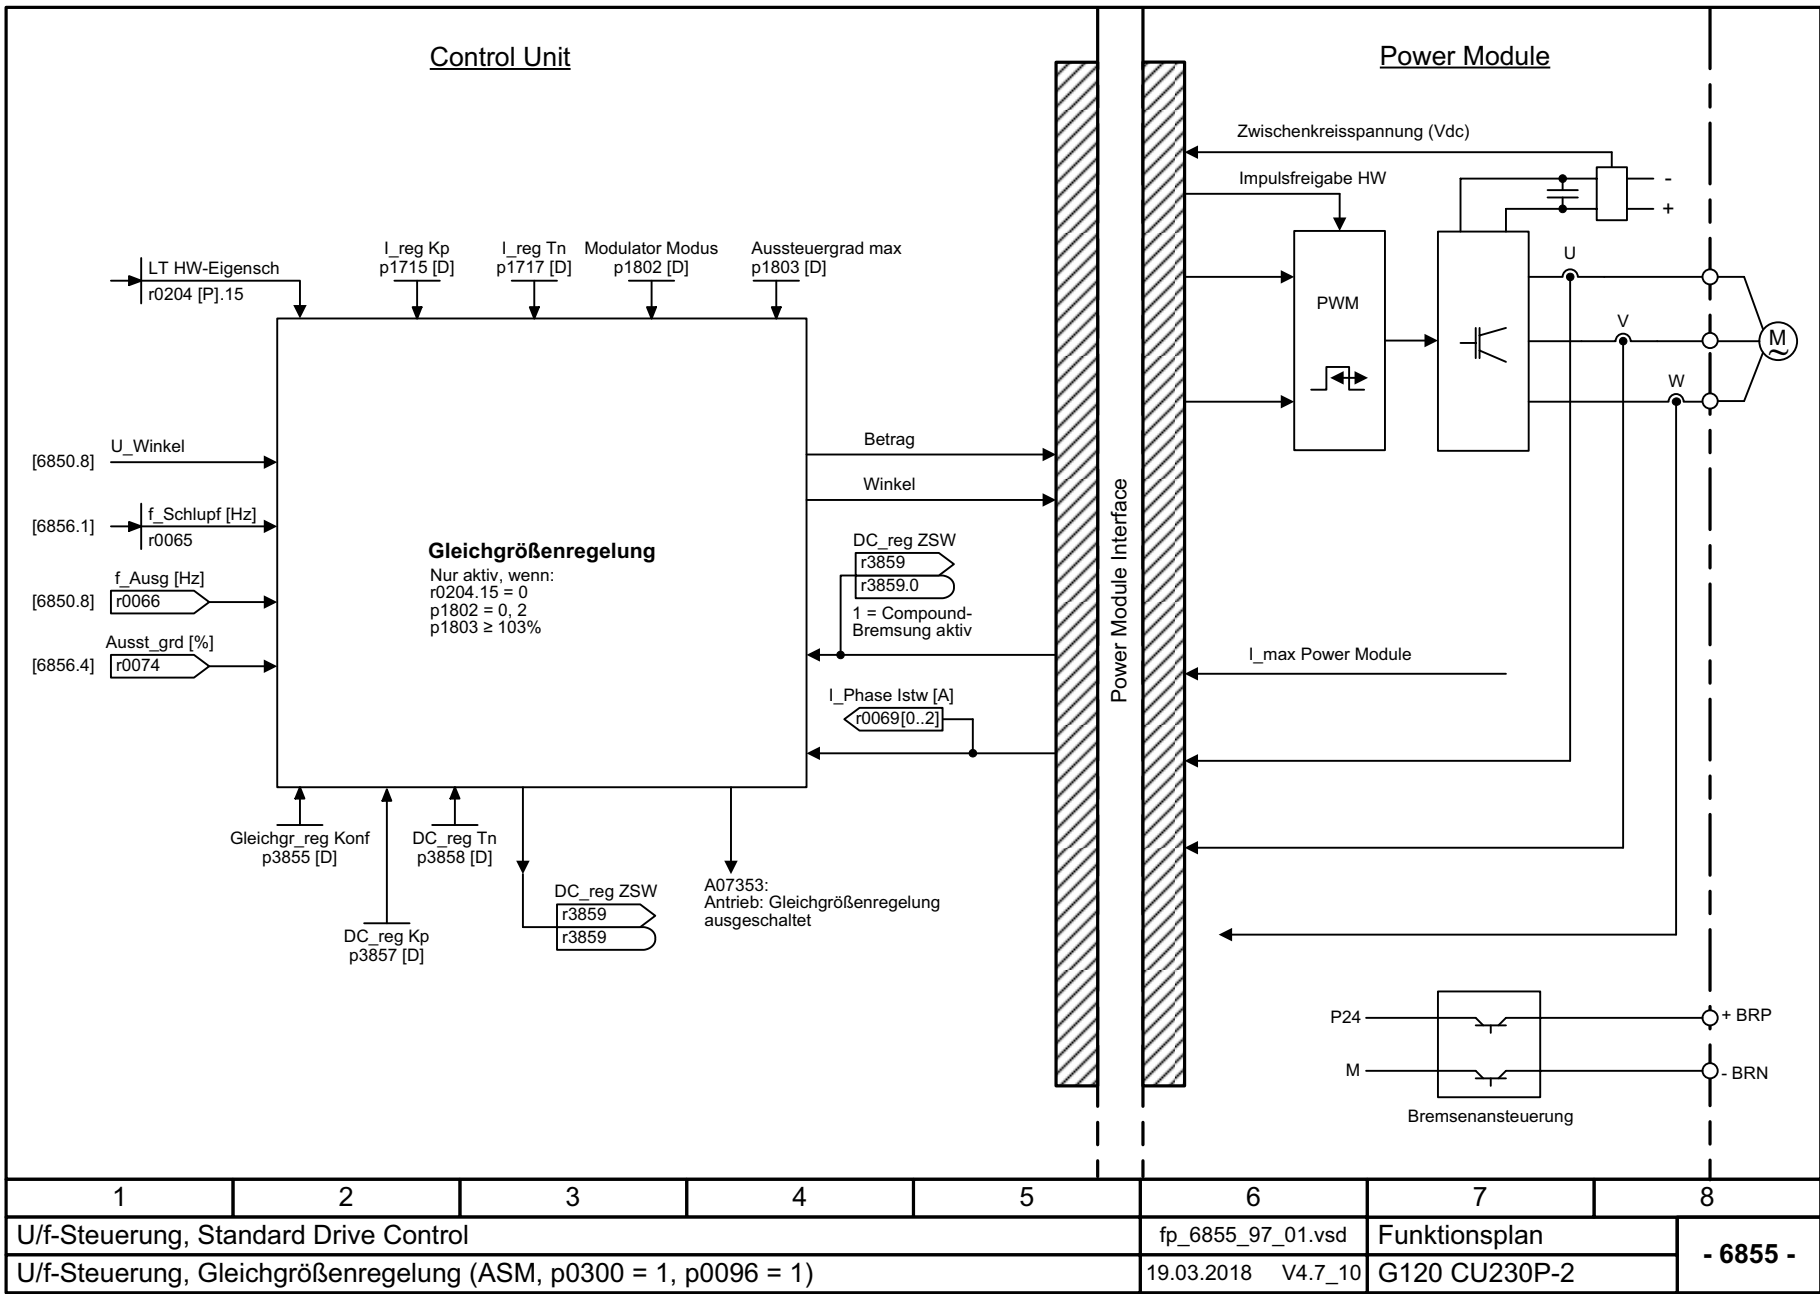 Control Unit
Power Module
Zwischenkreisspannung (Vdc)
Impulsfreigabe HW
-
+
LT HW-Eigensch
r0204 [P].15
I_reg Kp
p1715 [D]
I_reg Tn
p1717 [D]
Modulator Modus
p1802 [D]
Aussteuergrad max
p1803 [D]
U
V
W
PWM
M
~
[6850.8]
U_Winkel
[6856.1]
f_Schlupf [Hz]
r0065
f_Ausg [Hz]
[6850.8]
r0066
Ausst_grd [%]
[6856.4]
r0074
Gleichgrößenregelung
Nur aktiv, wenn:
r0204.15 = 0
p1802 = 0, 2
p1803 ≥ 103%
Betrag
Winkel
DC_reg ZSW
r3859
r3859.0
1 = Compound-
Bremsung aktiv
I_Phase Istw [A]
r0069[0..2]
Power Module Interface
I_max Power Module
Gleichgr_reg Konf
p3855 [D]
DC_reg Tn
p3858 [D]
DC_reg Kp
p3857 [D]
DC_reg ZSW
r3859
r3859
A07353:
Antrieb: Gleichgrößenregelung
ausgeschaltet
P24
+ BRP
M
- BRN
Bremsenansteuerung
1 2 3 4 5 6 7 8
U/f-Steuerung, Standard Drive Control
fp_6855_97_01.vsd
Funktionsplan
- 6855 -
U/f-Steuerung, Gleichgrößenregelung (ASM, p0300 = 1, p0096 = 1)
19.03.2018 V4.7_10
G120 CU230P-2